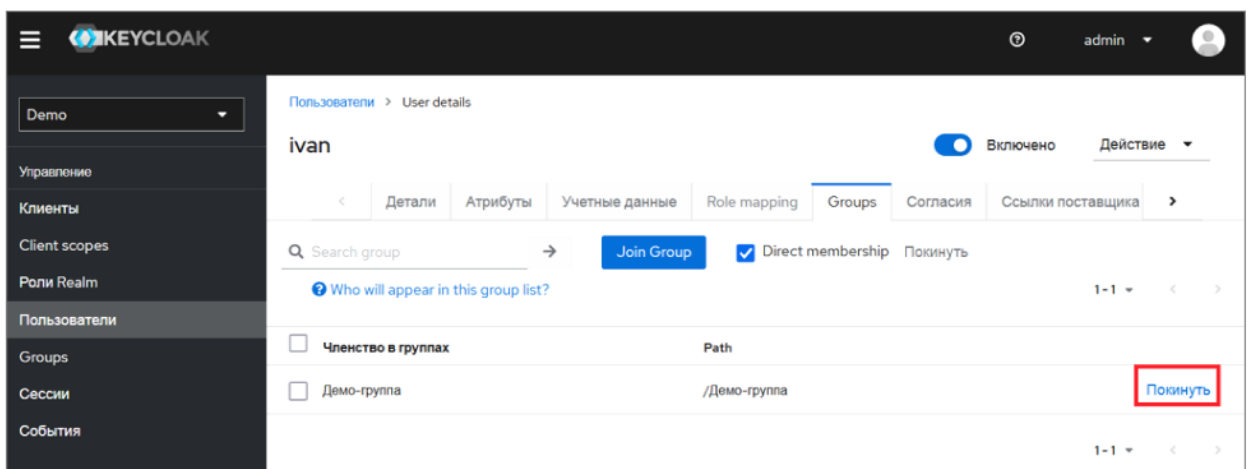 KEYCLOAK
admin
Demo
Управление
Клиенты
Client scopes
Роли Realm
Пользователи
Groups
Сессии
События
Пользователи > User details
ivan
Включено
Действие
Детали Атрибуты Учетные данные Role mapping Groups Согласия Ссылки поставщика
Search group Join Group Direct membership Покинуть
Who will appear in this group list?
1-1
Членство в группах Path
Демо-группа /Демо-группа Покинуть
1-1